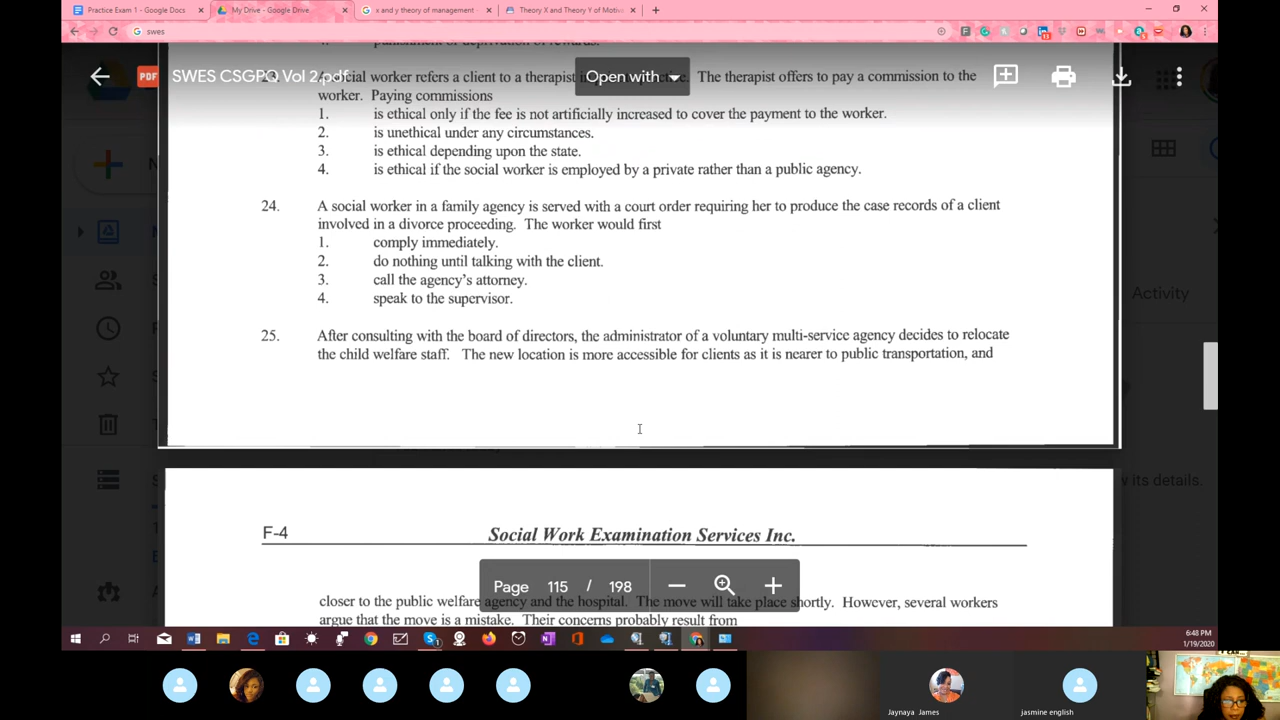 Practice Exam 1 - Google Docs
My Drive - Google Drive
x and y theory of management -
Theory X and Theory Y of Motiv
swes
SWES CSGPQ Vol 2.pdf
Open with
punishment or deprivation of rewards.
social worker refers a client to a therapist The therapist offers to pay a commission to the
worker. Paying commissions
1. is ethical only if the fee is not artificially increased to cover the payment to the worker.
2. is unethical under any circumstances.
3. is ethical depending upon the state.
4. is ethical if the social worker is employed by a private rather than a public agency.
24. A social worker in a family agency is served with a court order requiring her to produce the case records of a client
involved in a divorce proceeding. The worker would first
1. comply immediately.
2. do nothing until talking with the client.
3. call the agency's attorney.
4. speak to the supervisor.
25. After consulting with the board of directors, the administrator of a voluntary multi-service agency decides to relocate
the child welfare staff. The new location is more accessible for clients as it is nearer to public transportation, and
Activity
w its details.
F-4 Social Work Examination Services Inc.
Page 115 / 198
closer to the public welfare agency and the hospital. The move will take place shortly. However, several workers
argue that the move is a mistake. Their concerns probably result from
6:48 PM
1/19/2020
Jaynaya James
jasmine english